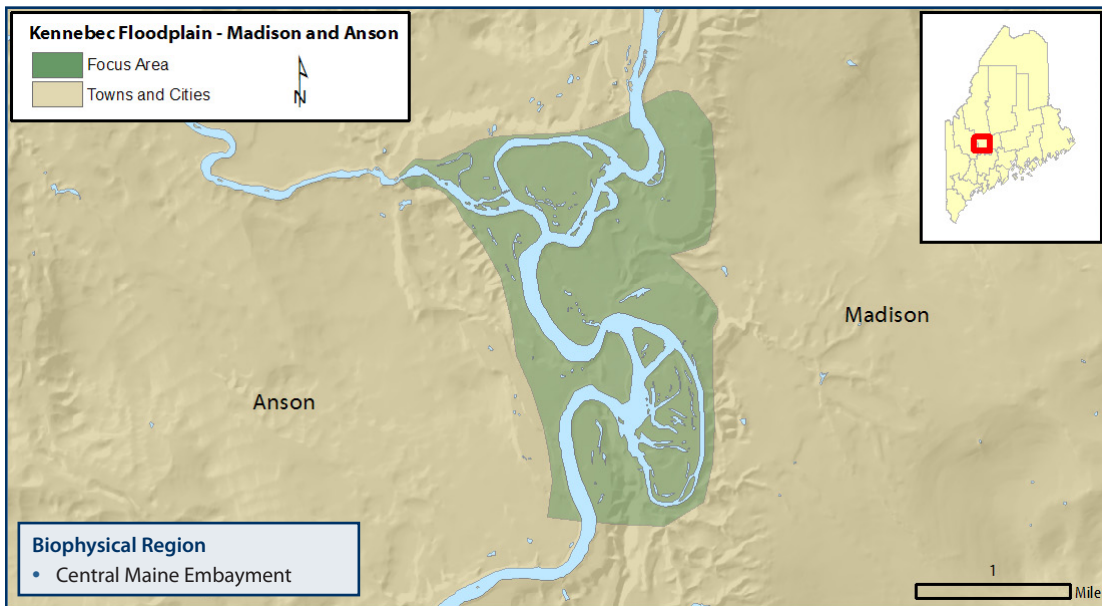 Kennebec Floodplain - Madison and Anson
Focus Area
Towns and Cities
N
Madison
Anson
Biophysical Region
• Central Maine Embayment
1
Mile